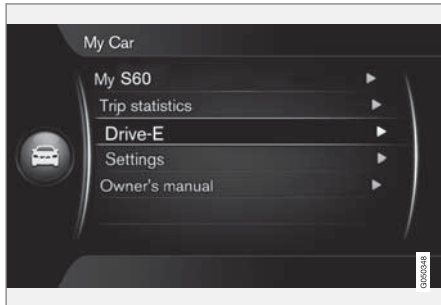 My Car
My S60
Trip statistics
Drive-E
Settings
Owner's manual
G050348